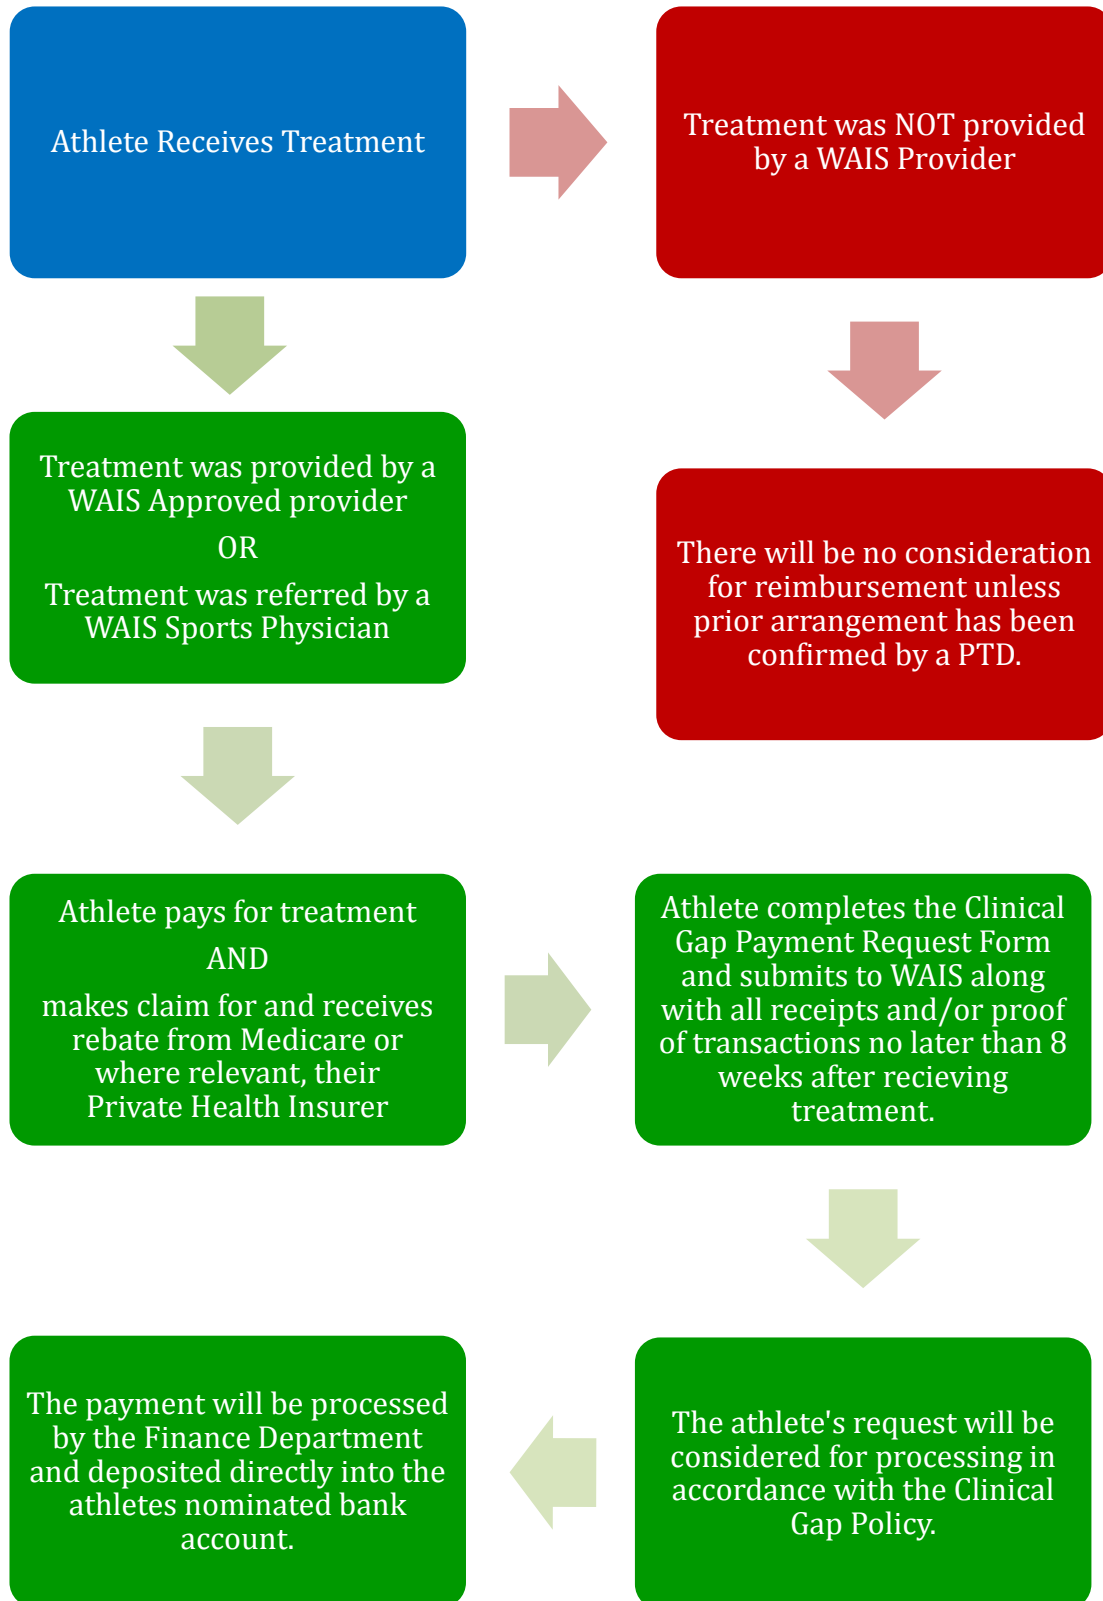 Athlete Receives Treatment
Treatment was NOT provided
by a WAIS Provider
Treatment was provided by a
WAIS Approved provider
OR
Treatment was referred by a
WAIS Sports Physician
There will be no consideration
for reimbursement unless
prior arrangement has been
confirmed by a PTD.
Athlete pays for treatment
AND
makes claim for and receives
rebate from Medicare or
where relevant, their
Private Health Insurer
Athlete completes the Clinical
Gap Payment Request Form
and submits to WAIS along
with all receipts and/or proof
of transactions no later than 8
weeks after recieving
treatment.
The athlete's request will be
considered for processing in
accordance with the Clinical
Gap Policy.
The payment will be processed
by the Finance Department
and deposited directly into the
athletes nominated bank
account.